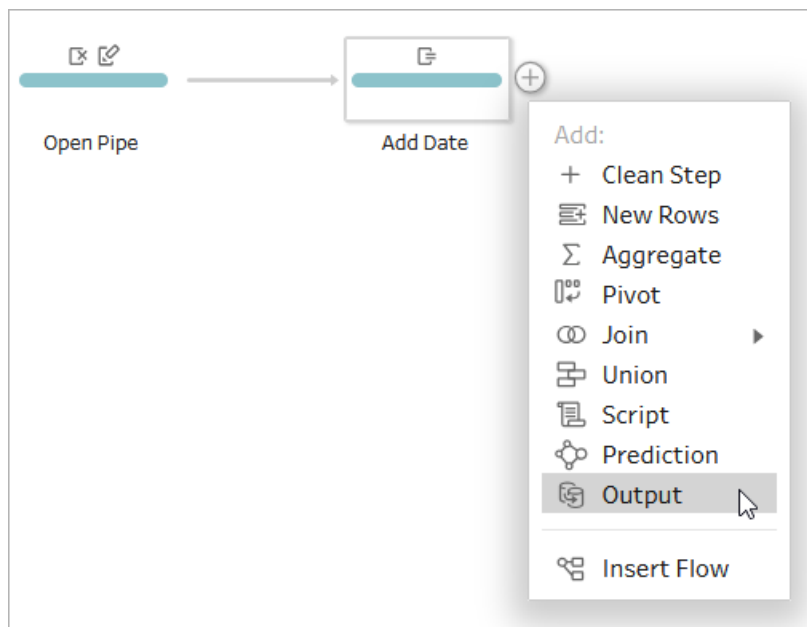 Open Pipe
Add Date
Add:
Clean Step
New Rows
Aggregate
Pivot
Join
Union
Script
Prediction
Output
Insert Flow